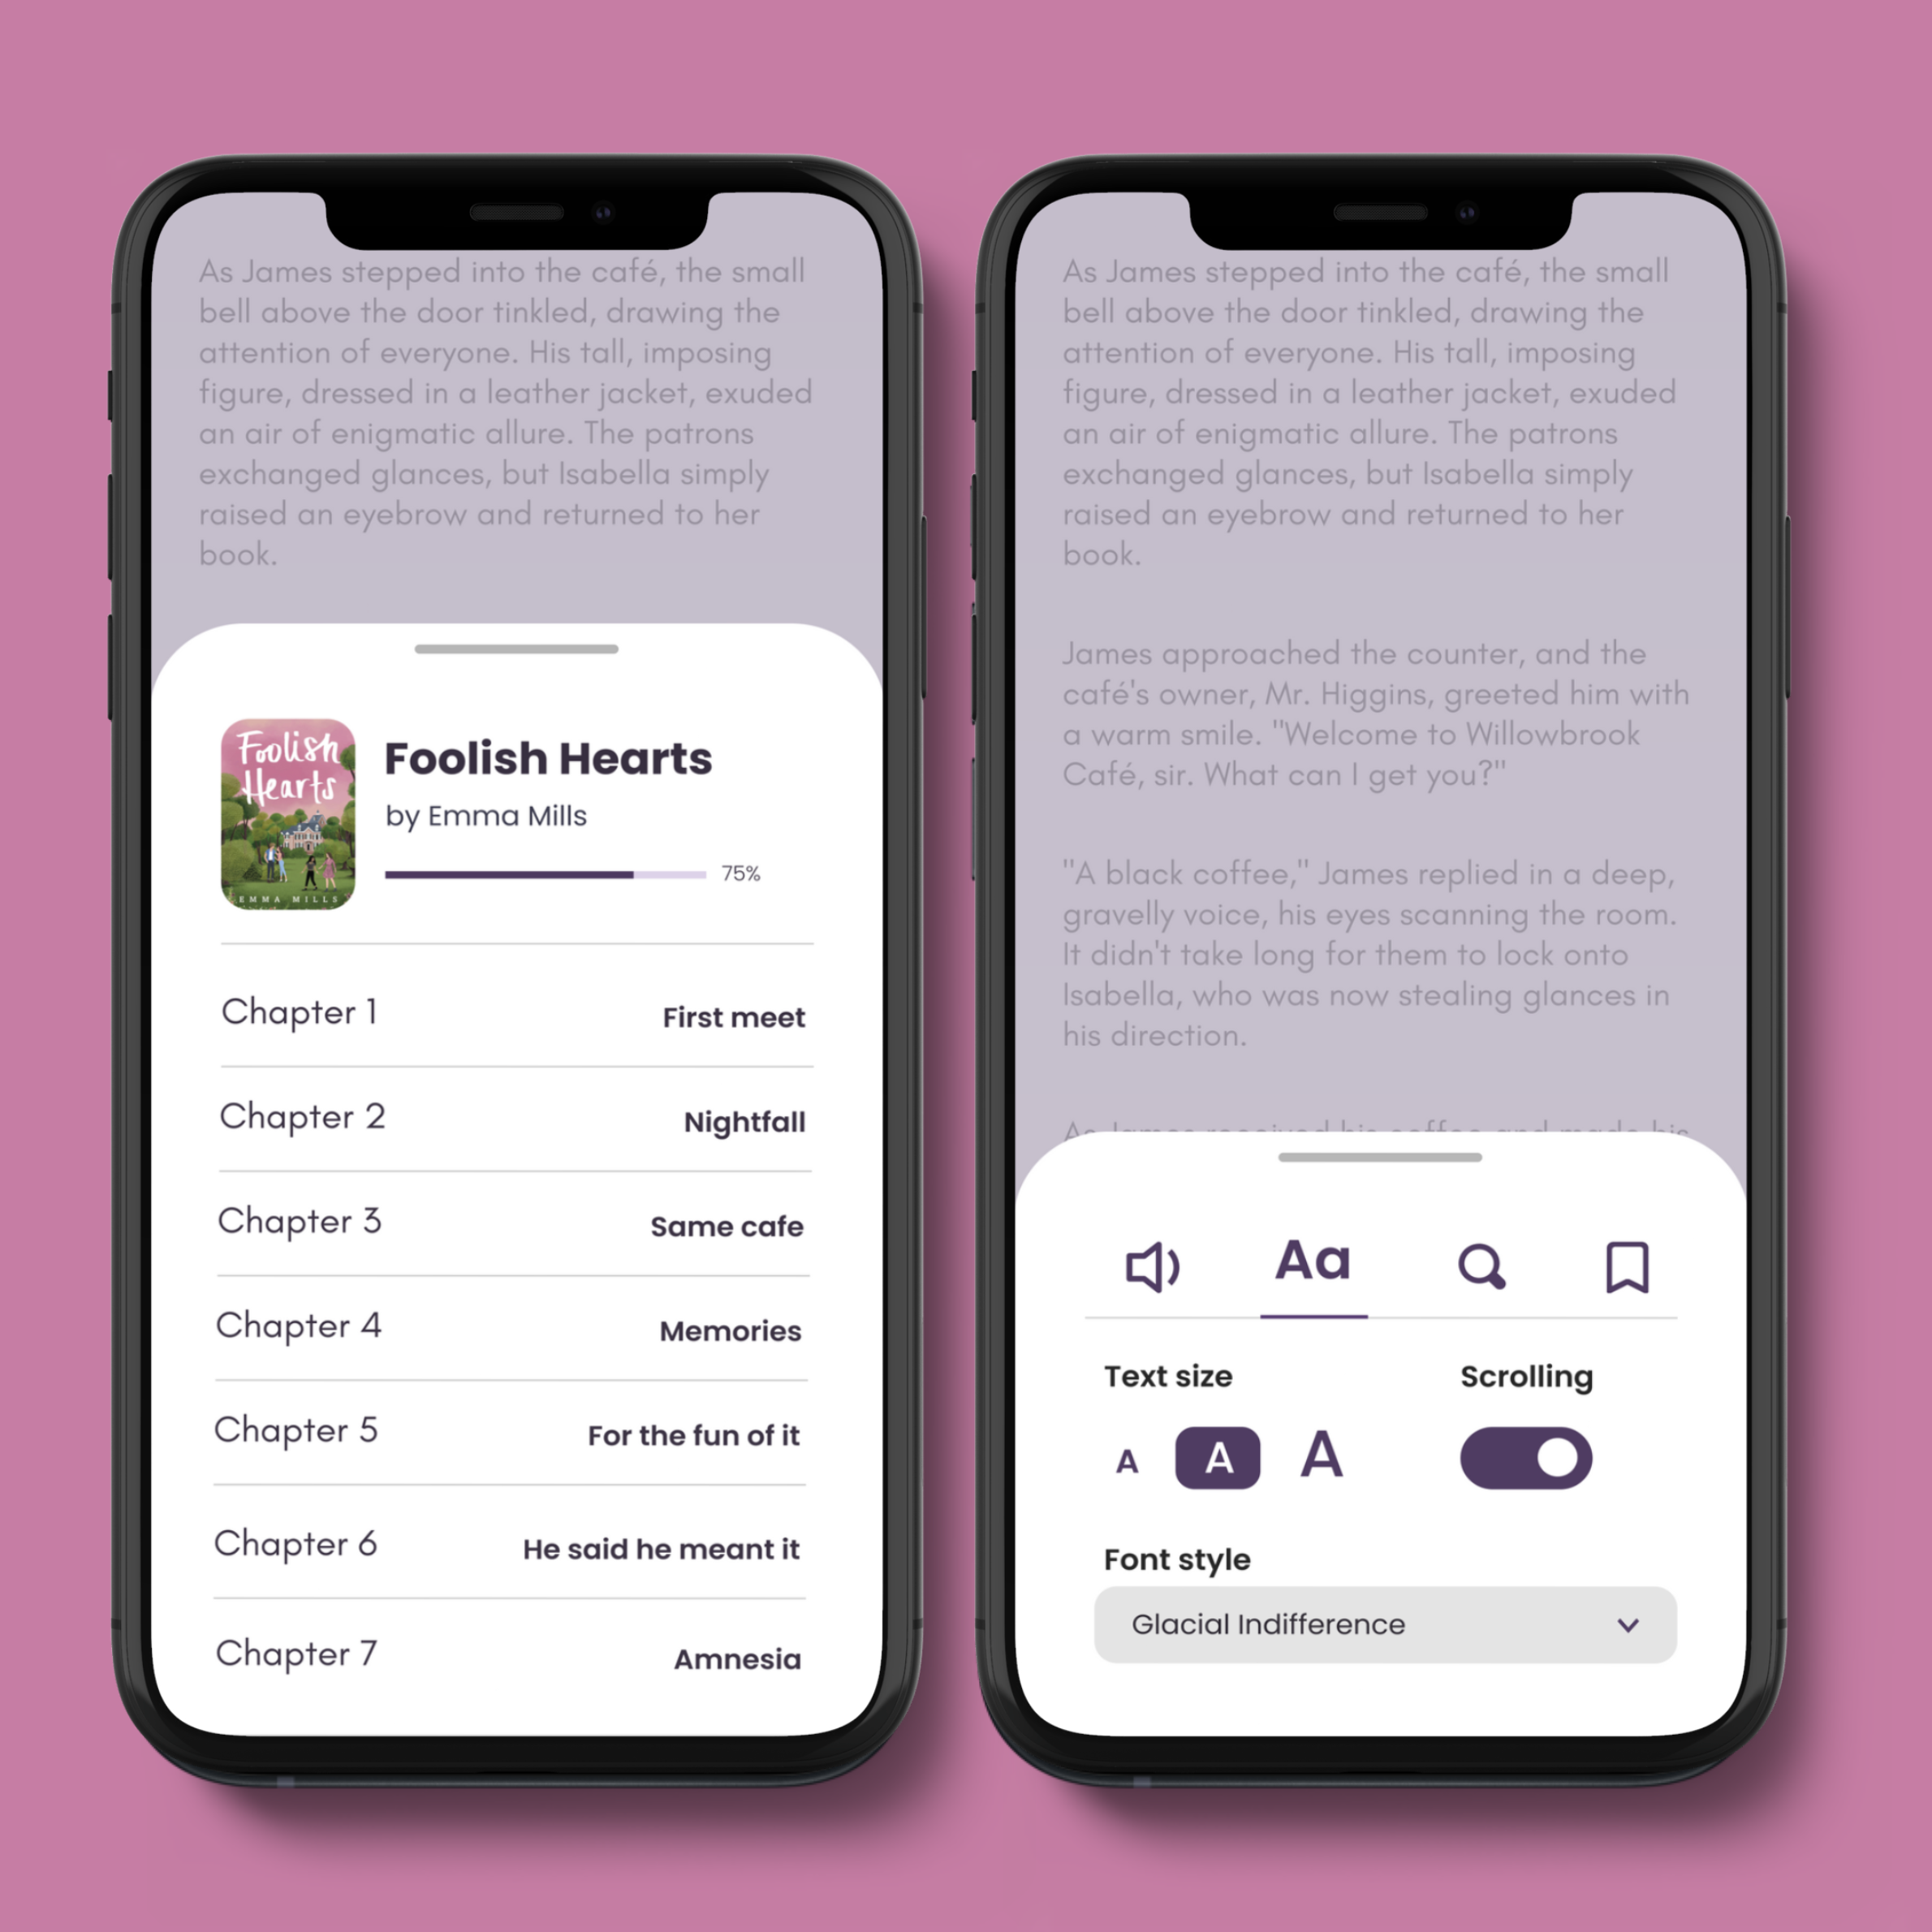 As James stepped into the café, the small
bell above the door tinkled, drawing the
attention of everyone. His tall, imposing
figure, dressed in a leather jacket, exuded
an air of enigmatic allure. The patrons
exchanged glances, but Isabella simply
raised an eyebrow and returned to her
book.
Foolish
Hearts
EMMA MILLS
Foolish Hearts
by Emma Mills
75%
Chapter 1 First meet
Chapter 2 Nightfall
Chapter 3 Same cafe
Chapter 4 Memories
Chapter 5 For the fun of it
Chapter 6 He said he meant it
Chapter 7 Amnesia
As James stepped into the café, the small
bell above the door tinkled, drawing the
attention of everyone. His tall, imposing
figure, dressed in a leather jacket, exuded
an air of enigmatic allure. The patrons
exchanged glances, but Isabella simply
raised an eyebrow and returned to her
book.
James approached the counter, and the
café's owner, Mr. Higgins, greeted him with
a warm smile. "Welcome to Willowbrook
Café, sir. What can I get you?"
"A black coffee," James replied in a deep,
gravelly voice, his eyes scanning the room.
It didn't take long for them to lock onto
Isabella, who was now stealing glances in
his direction.
As James received his coffee and made his
Aa
Text size Scrolling
A A A
Font style
Glacial Indifference